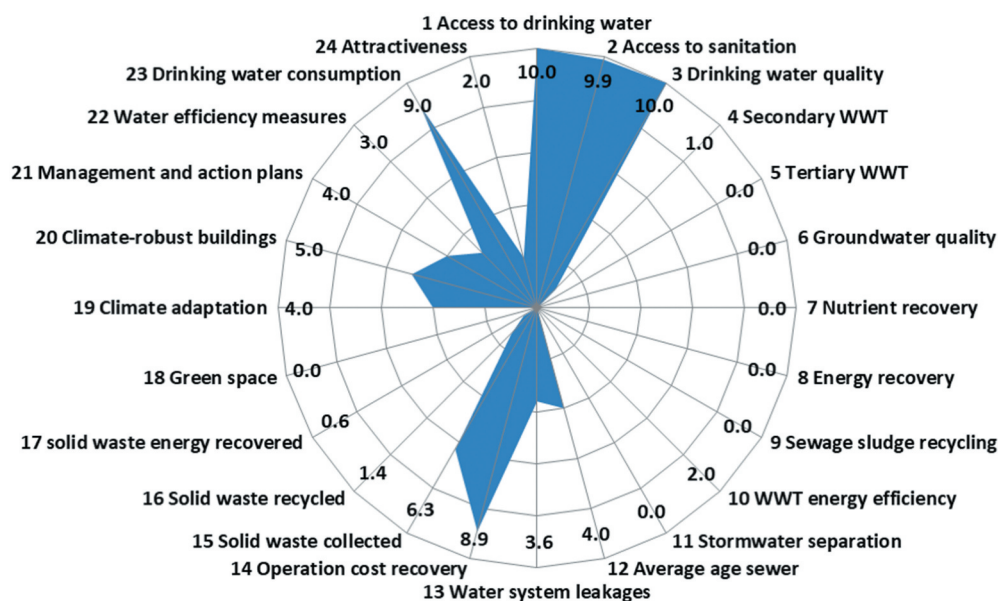 1 Access to drinking water
24 Attractiveness
2 Access to sanitation
23 Drinking water consumption
3 Drinking water quality
22 Water efficiency measures
4 Secondary WWT
21 Management and action plans
5 Tertiary WWT
20 Climate-robust buildings
6 Groundwater quality
19 Climate adaptation
7 Nutrient recovery
18 Green space
8 Energy recovery
17 solid waste energy recovered
9 Sewage sludge recycling
16 Solid waste recycled
10 WWT energy efficiency
15 Solid waste collected
11 Stormwater separation
14 Operation cost recovery
12 Average age sewer
13 Water system leakages
10.0
9.9
10.0
1.0
0.0
0.0
0.0
0.0
0.0
2.0
0.0
4.0
3.6
8.9
6.3
1.4
0.6
0.0
4.0
5.0
4.0
3.0
9.0
2.0